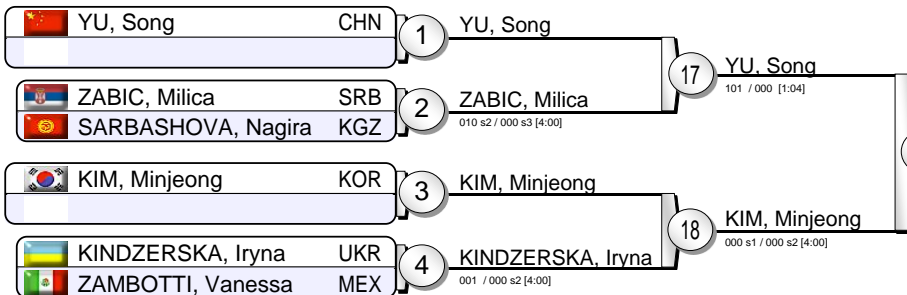 YU, Song CHN
1
YU, Song
ZABIC, Milica SRB
SARBASHOVA, Nagira KGZ
2
ZABIC, Milica
010 s2 / 000 s3 [4:00]
17
YU, Song
101 / 000 [1:04]
KIM, Minjeong KOR
3
KIM, Minjeong
KINDZERSKA, Iryna UKR
ZAMBOTTI, Vanessa MEX
4
KINDZERSKA, Iryna
001 / 000 s2 [4:00]
18
KIM, Minjeong
000 s1 / 000 s2 [4:00]